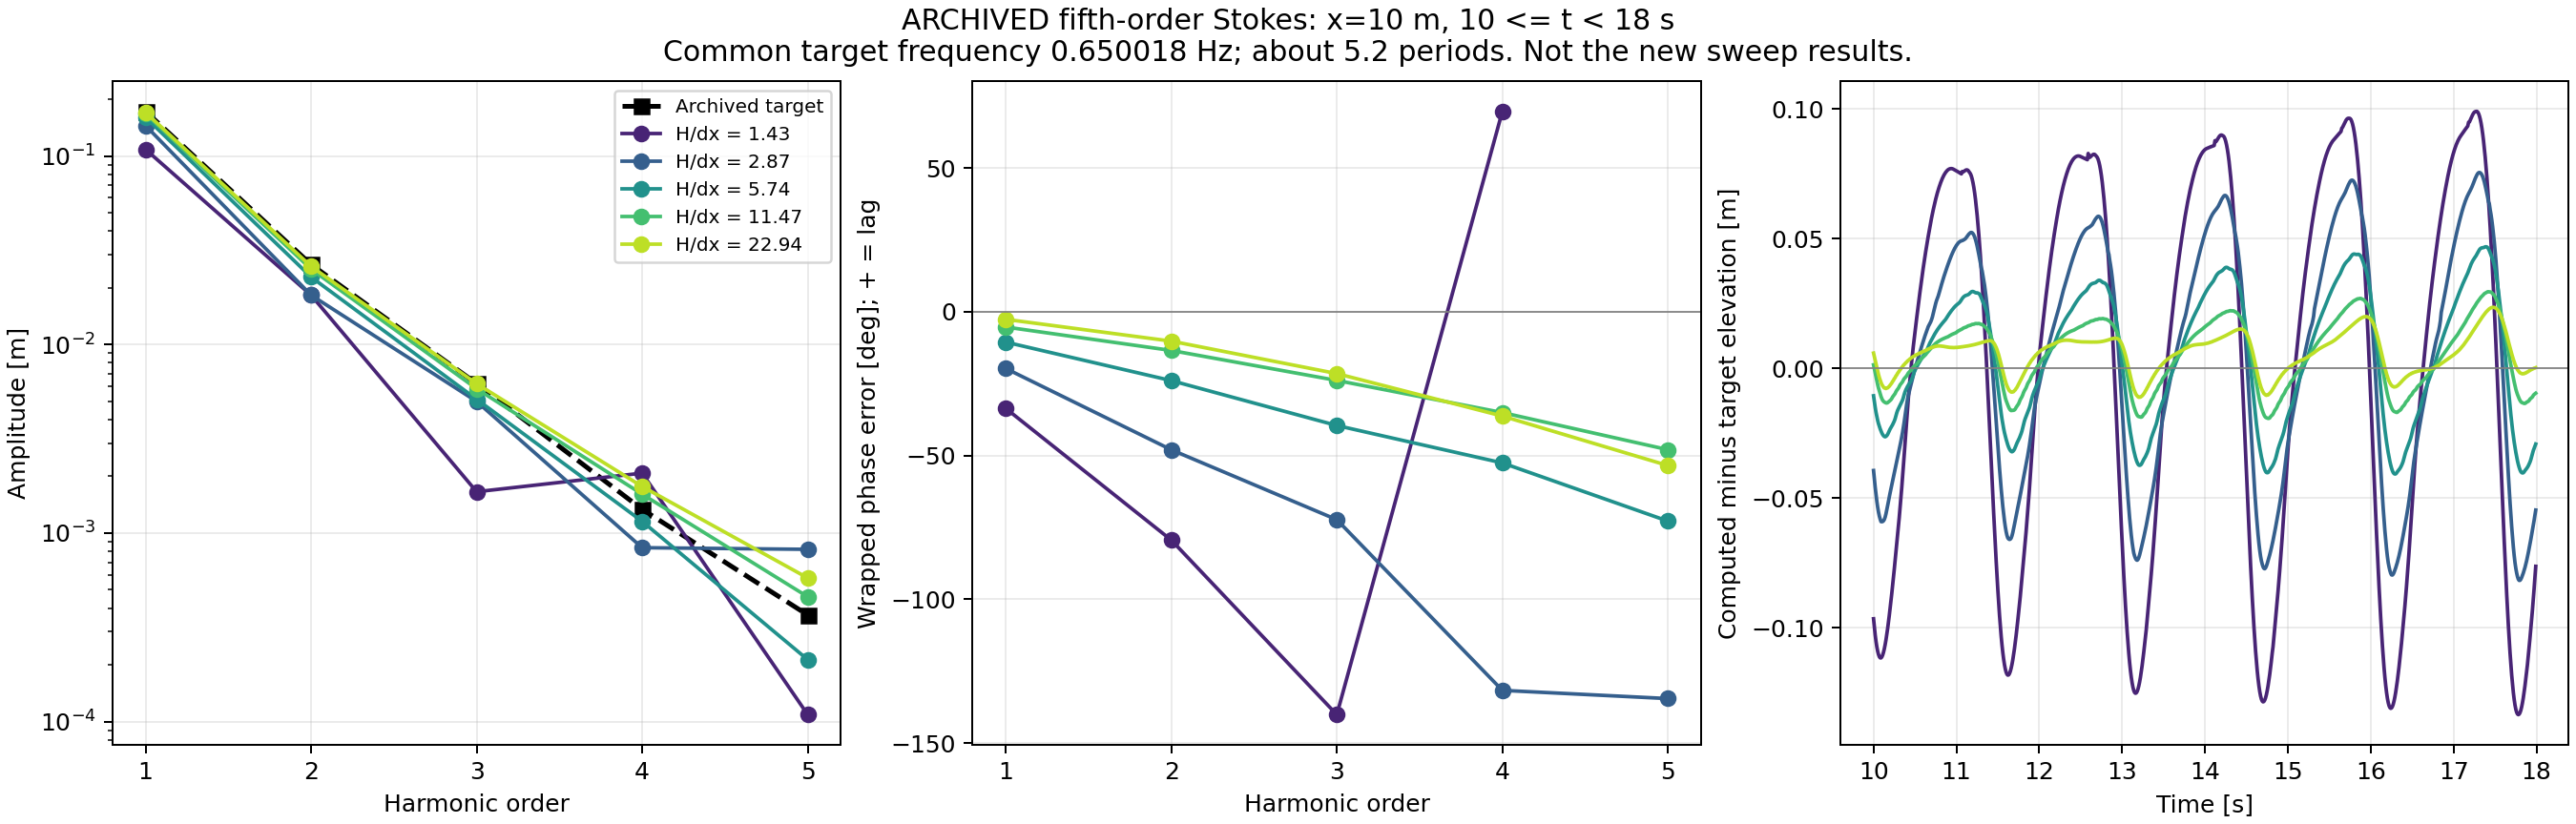 ARCHIVED fifth-order Stokes: x=10 m, 10 <= t < 18 s
Common target frequency 0.650018 Hz; about 5.2 periods. Not the new sweep results.
Amplitude [m]
10⁻¹
10⁻²
10⁻³
10⁻⁴
1
2
3
4
5
Harmonic order
Archived target
H/dx = 1.43
H/dx = 2.87
H/dx = 5.74
H/dx = 11.47
H/dx = 22.94
Wrapped phase error [deg]; + = lag
50
0
−50
−100
−150
1
2
3
4
5
Harmonic order
Computed minus target elevation [m]
0.10
0.05
0.00
−0.05
−0.10
10
11
12
13
14
15
16
17
18
Time [s]